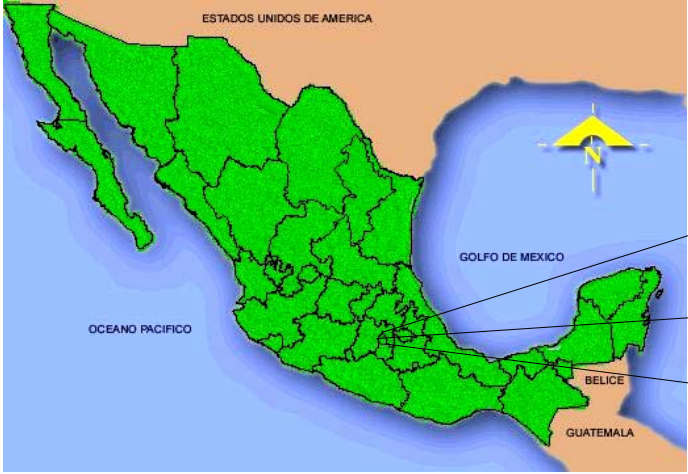 ESTADOS UNIDOS DE AMERICA
N
GOLFO DE MEXICO
OCEANO PACIFICO
BELICE
GUATEMALA